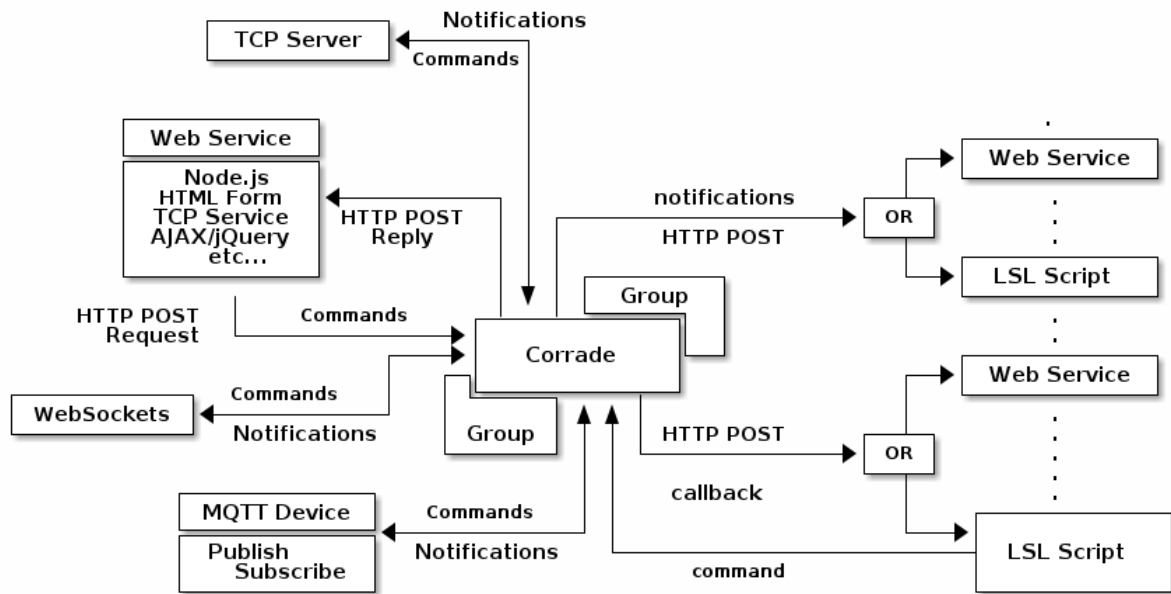 Notifications
TCP Server
Commands
Web Service
Node.js
HTML Form
TCP Service
AJAX/jQuery
etc...
HTTP POST
Reply
HTTP POST
Request
Commands
WebSockets
Commands
Notifications
MQTT Device
Publish
Subscribe
Commands
Notifications
Group
Corrade
Group
notifications
HTTP POST
OR
Web Service
LSL Script
HTTP POST
callback
OR
Web Service
LSL Script
command